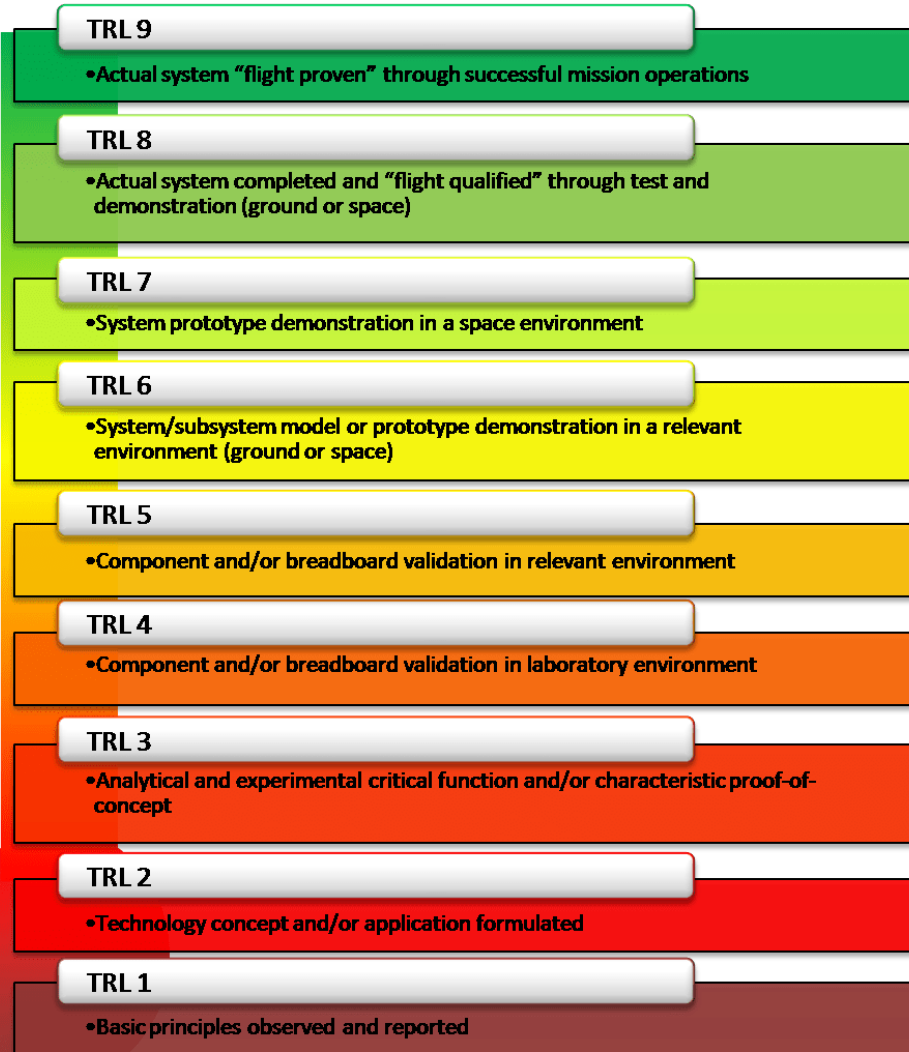 TRL 9
•Actual system “flight proven” through successful mission operations
TRL 8
•Actual system completed and “flight qualified” through test and
demonstration (ground or space)
TRL 7
•System prototype demonstration in a space environment
TRL 6
•System/subsystem model or prototype demonstration in a relevant
environment (ground or space)
TRL 5
•Component and/or breadboard validation in relevant environment
TRL 4
•Component and/or breadboard validation in laboratory environment
TRL 3
•Analytical and experimental critical function and/or characteristic proof-of-
concept
TRL 2
•Technology concept and/or application formulated
TRL 1
•Basic principles observed and reported